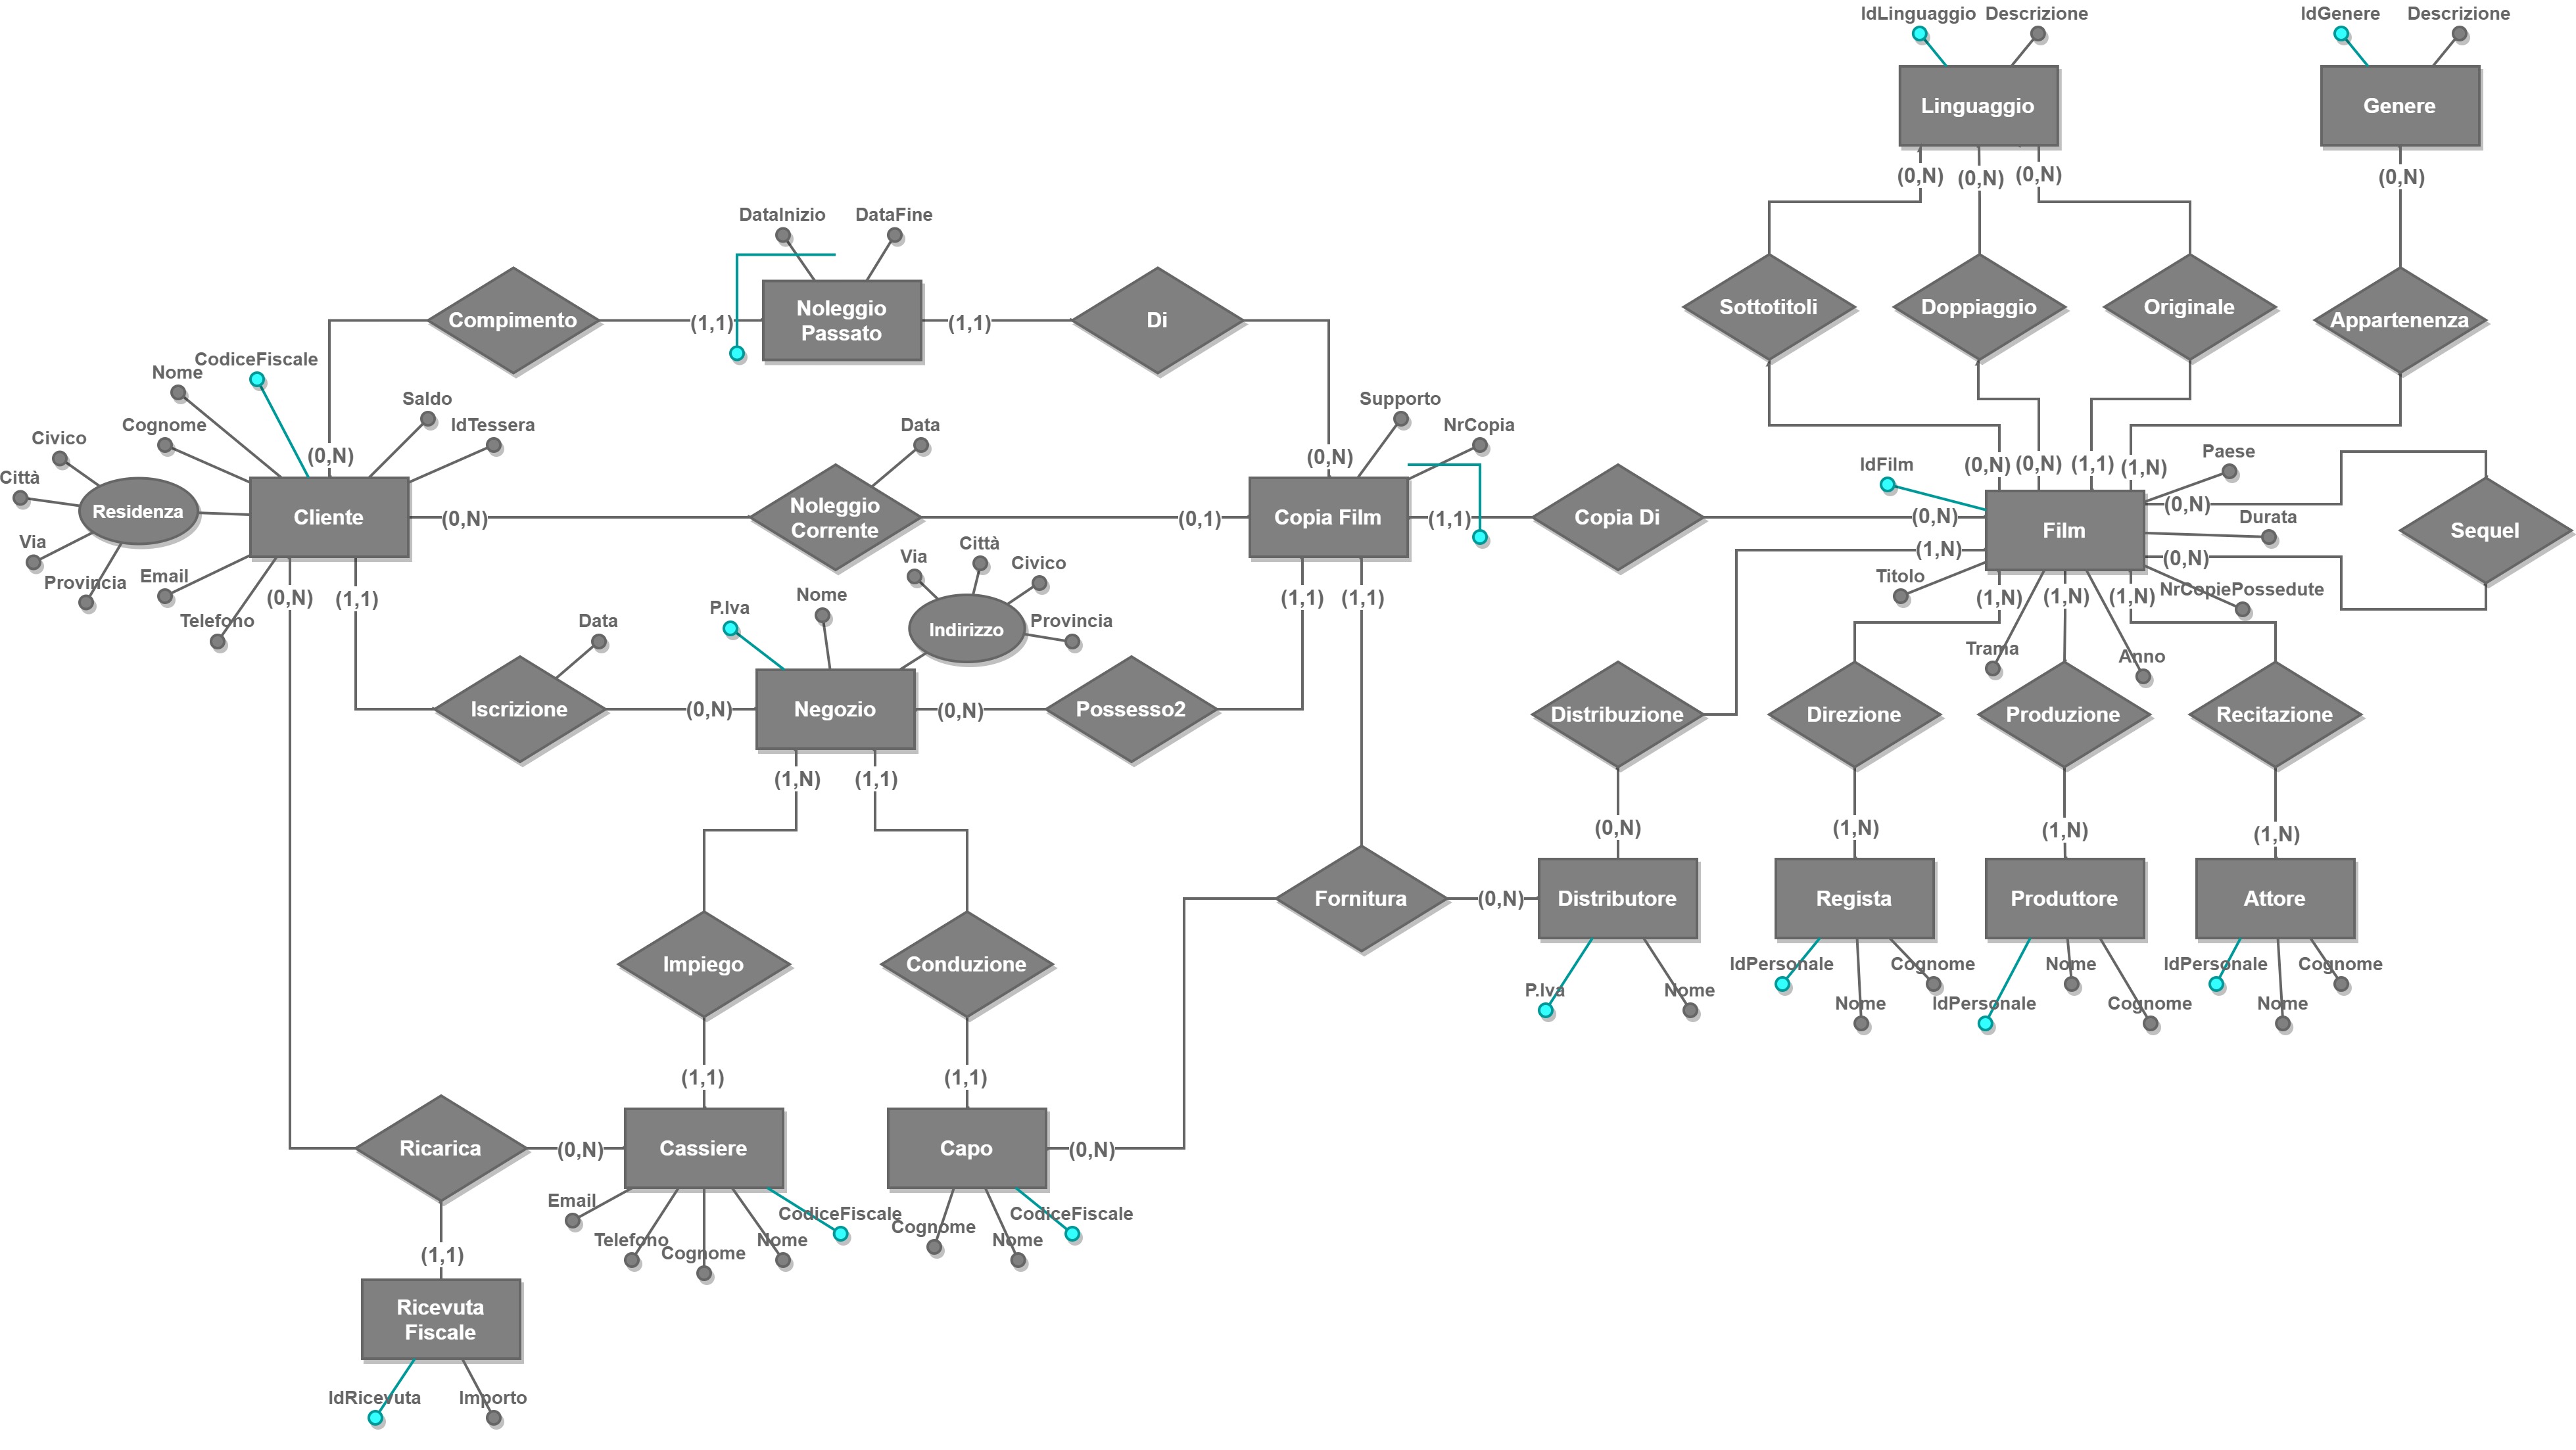 IdLinguaggio
Descrizione
IdGenere
Descrizione
Linguaggio
Genere
(0,N)
(0,N)
(0,N)
(0,N)
DataInizio
DataFine
Sottotitoli
Doppiaggio
Originale
Appartenenza
Compimento
(1,1)
Noleggio
Passato
(1,1)
Di
CodiceFiscale
Nome
Saldo
Cognome
IdTessera
Civico
Città
Residenza
Via
Provincia
Email
Telefono
(0,N)
Cliente
(0,N)
(0,N)
(1,1)
Data
Noleggio
Corrente
(0,1)
Supporto
NrCopia
(0,N)
Copia Film
(1,1)
(1,1)
(1,1)
Copia Di
(0,N)
IdFilm
(0,N)
(0,N)
(1,1)
(1,N)
Paese
(0,N)
Film
Durata
(0,N)
Sequel
(1,N)
Titolo
(1,N)
(1,N)
(1,N)
NrCopiePossedute
Trama
Anno
Data
Iscrizione
(0,N)
P.Iva
Nome
Via
Città
Civico
Indirizzo
Provincia
Negozio
(0,N)
Possesso2
(1,N)
(1,1)
Distribuzione
Direzione
Produzione
Recitazione
(0,N)
(1,N)
(1,N)
(1,N)
Fornitura
(0,N)
Distributore
Regista
Produttore
Attore
P.Iva
Nome
IdPersonale
Nome
Cognome
IdPersonale
Nome
Cognome
IdPersonale
Nome
Cognome
Impiego
Conduzione
(1,1)
(1,1)
Ricarica
(0,N)
Cassiere
Capo
(0,N)
Email
Telefono
Cognome
Nome
CodiceFiscale
Cognome
Nome
CodiceFiscale
(1,1)
Ricevuta
Fiscale
IdRicevuta
Importo